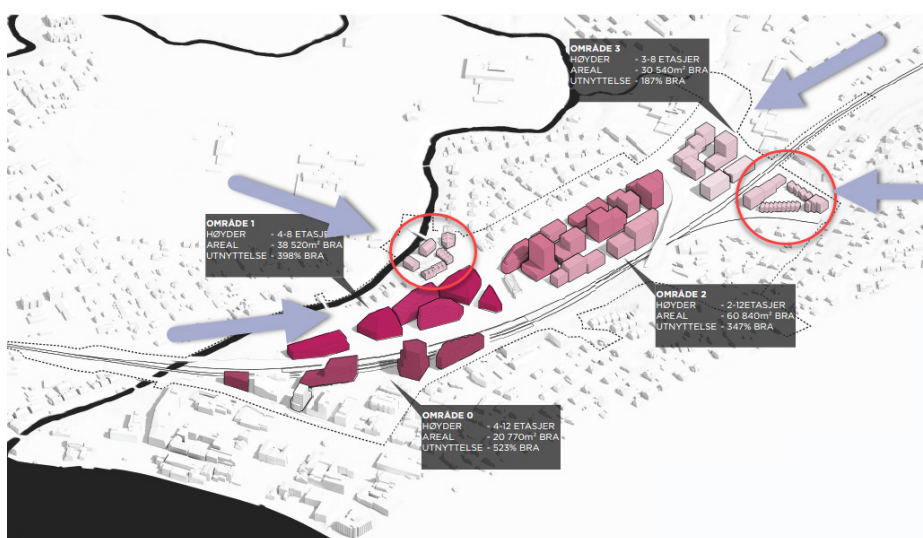 OMRÅDE 3
HØYDER - 3-8 ETASJER
AREAL - 30 540m² BRA
UTNYTTELSE - 187% BRA
OMRÅDE 1
HØYDER - 4-8 ETASJER
AREAL - 38 520m² BRA
UTNYTTELSE - 398% BRA
OMRÅDE 2
HØYDER - 2-12ETASJER
AREAL - 60 840m² BRA
UTNYTTELSE - 347% BRA
OMRÅDE 0
HØYDER - 4-12 ETASJER
AREAL - 20 770m² BRA
UTNYTTELSE - 523% BRA